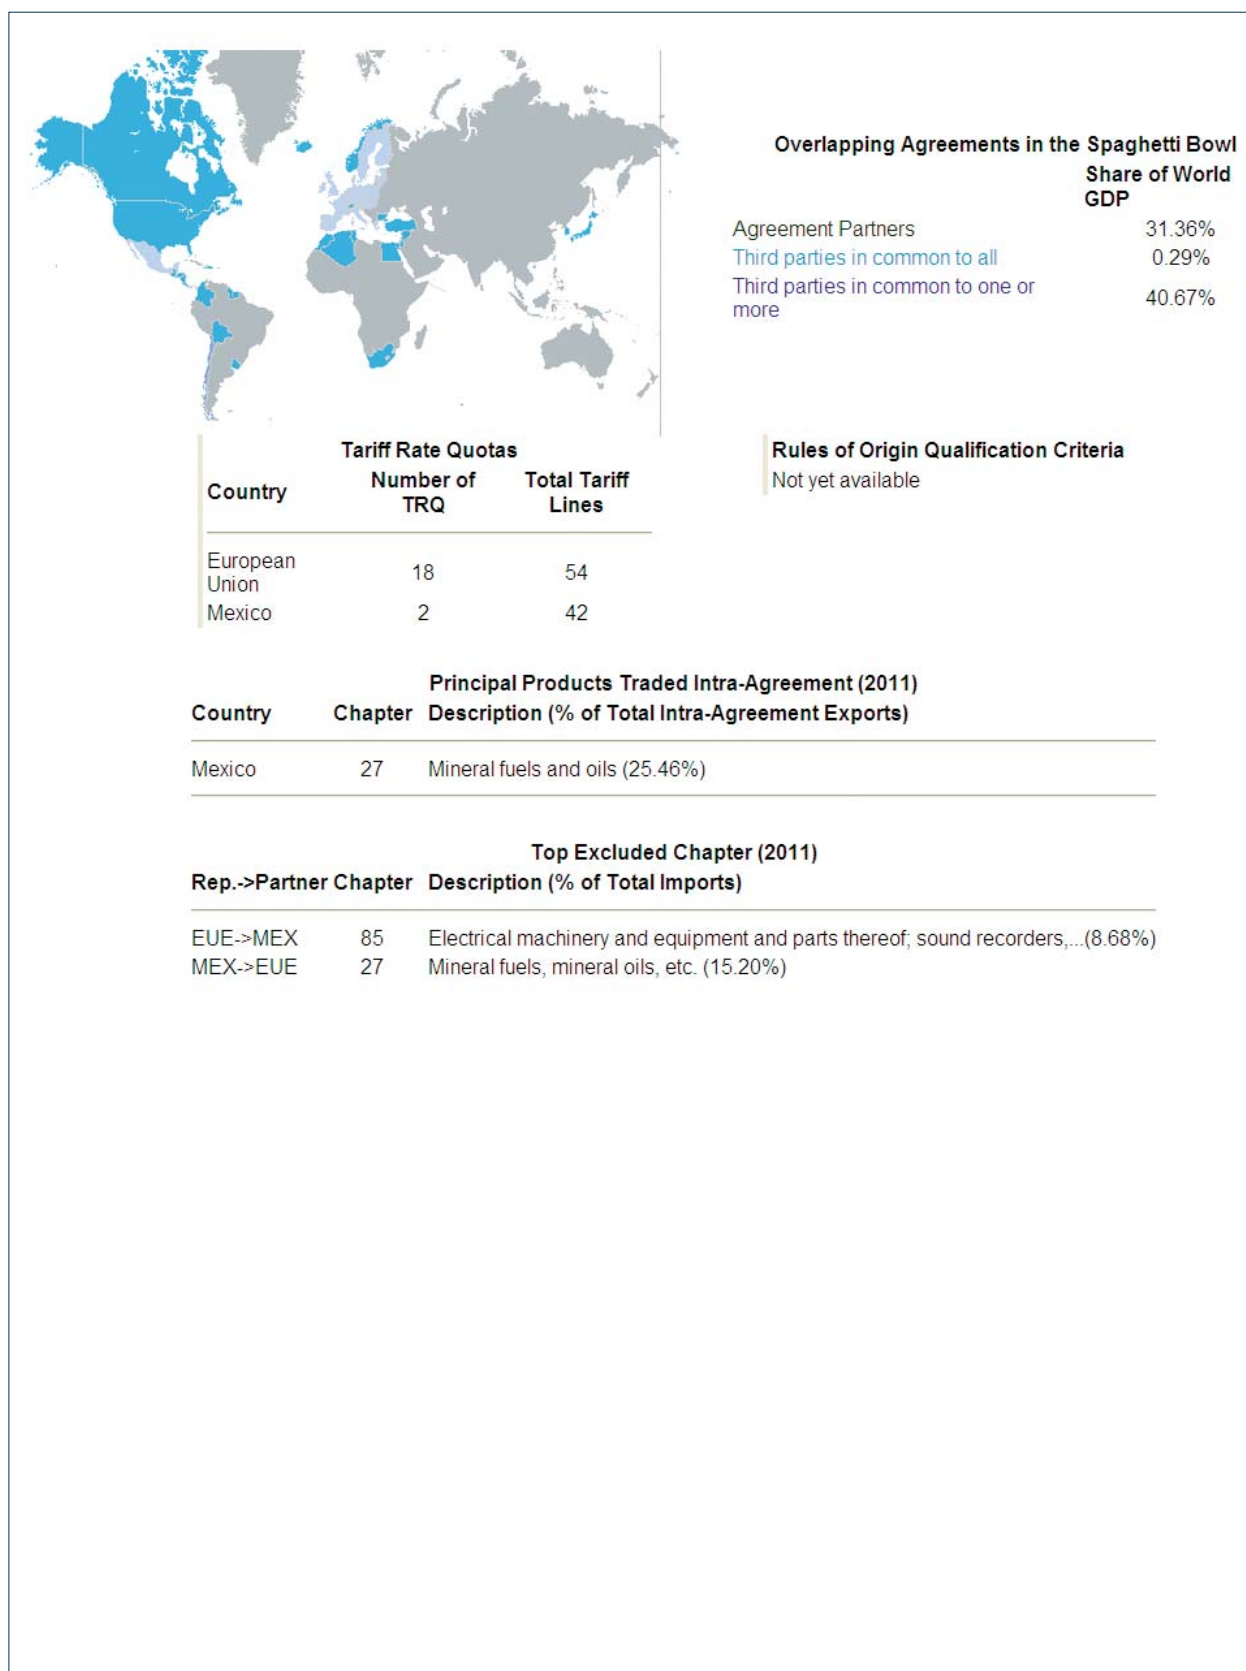 Overlapping Agreements in the Spaghetti Bowl
Share of World
GDP
Agreement Partners 31.36%
Third parties in common to all 0.29%
Third parties in common to one or
more 40.67%
Tariff Rate Quotas
Country Number of
TRQ Total Tariff
Lines
European
Union 18 54
Mexico 2 42
Rules of Origin Qualification Criteria
Not yet available
Principal Products Traded Intra-Agreement (2011)
Country Chapter Description (% of Total Intra-Agreement Exports)
Mexico 27 Mineral fuels and oils (25.46%)
Top Excluded Chapter (2011)
Rep.->Partner Chapter Description (% of Total Imports)
EUE->MEX 85 Electrical machinery and equipment and parts thereof; sound recorders,...(8.68%)
MEX->EUE 27 Mineral fuels, mineral oils, etc. (15.20%)